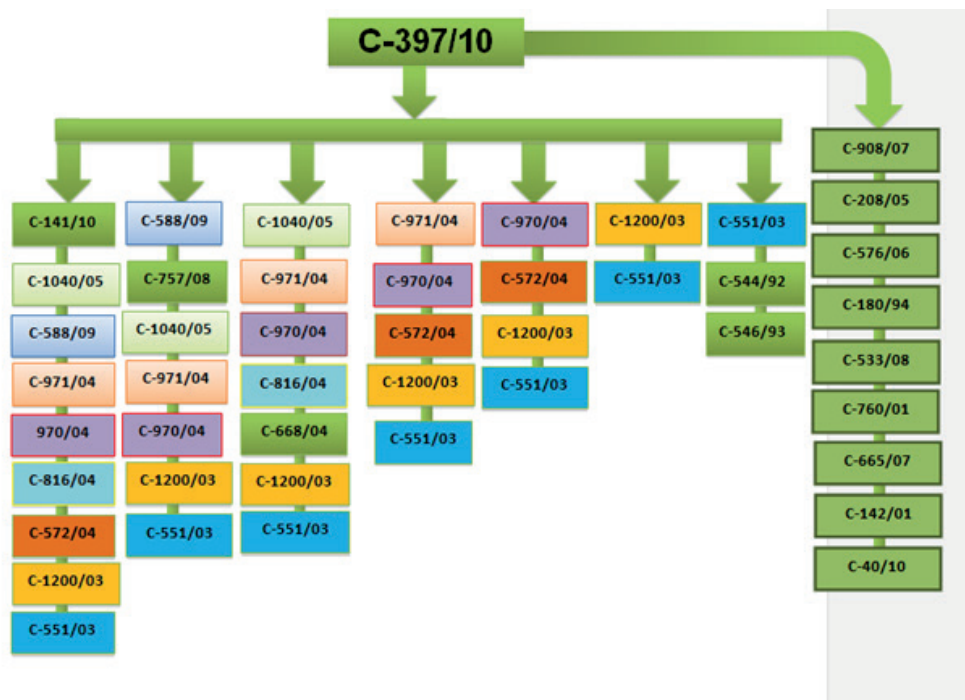 C-397/10
C-141/10
C-1040/05
C-588/09
C-971/04
970/04
C-816/04
C-572/04
C-1200/03
C-551/03
C-588/09
C-757/08
C-1040/05
C-971/04
C-970/04
C-1200/03
C-551/03
C-1040/05
C-971/04
C-970/04
C-816/04
C-668/04
C-1200/03
C-551/03
C-971/04
C-970/04
C-572/04
C-1200/03
C-551/03
C-970/04
C-572/04
C-1200/03
C-551/03
C-1200/03
C-551/03
C-551/03
C-544/92
C-546/93
C-908/07
C-208/05
C-576/06
C-180/94
C-533/08
C-760/01
C-665/07
C-142/01
C-40/10